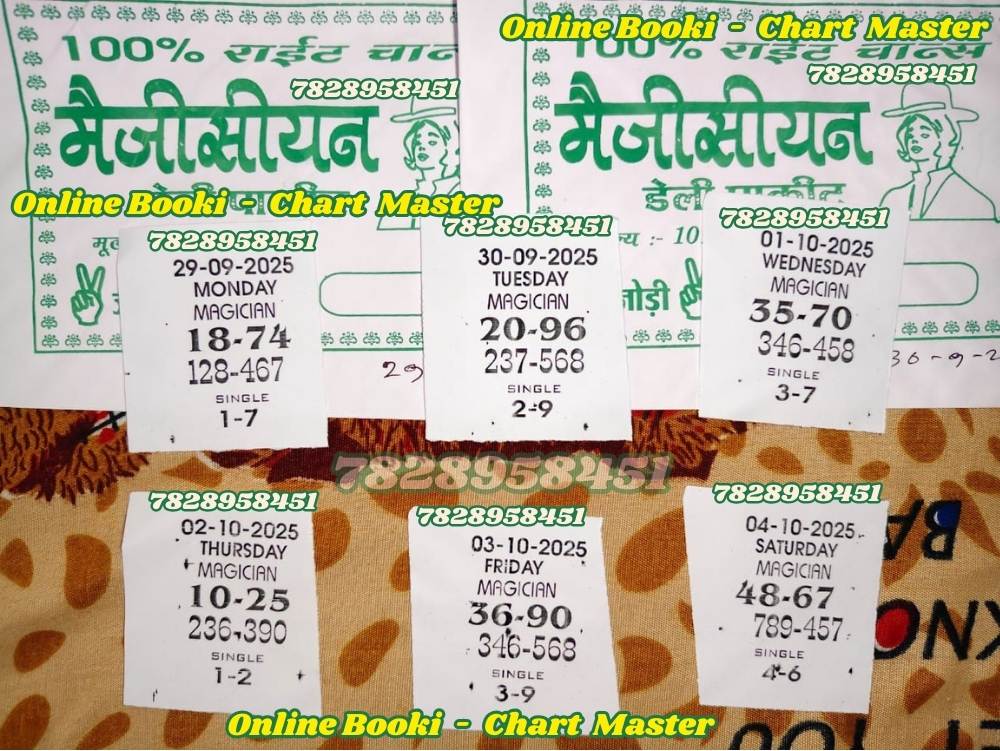 Online Booki - Chart Master
100% राईट चान्स
7828958451
100% राईट चान
7828958451
मैजीसीयन
मैजीसीयन
डेली
Online Booki - Chart Master
7828958451
29-09-2025
MONDAY
MAGICIAN
18-74
128-467
SINGLE
1-7
7828958451
30-09-2025
TUESDAY
MAGICIAN
20-96
237-568
SINGLE
2-9
7828958451
01-10-2025
WEDNESDAY
MAGICIAN
35-70
346-458
SINGLE
3-7
:- 10
29
7828958451
7828958451
02-10-2025
THURSDAY
MAGICIAN
10-25
236-390
SINGLE
1-2
7828958451
03-10-2025
FRIDAY
MAGICIAN
36-90
346-568
SINGLE
3-9
7828958451
04-10-2025
SATURDAY
MAGICIAN
48-67
789-457
SINGLE
4-6
Online Booki - Chart Master